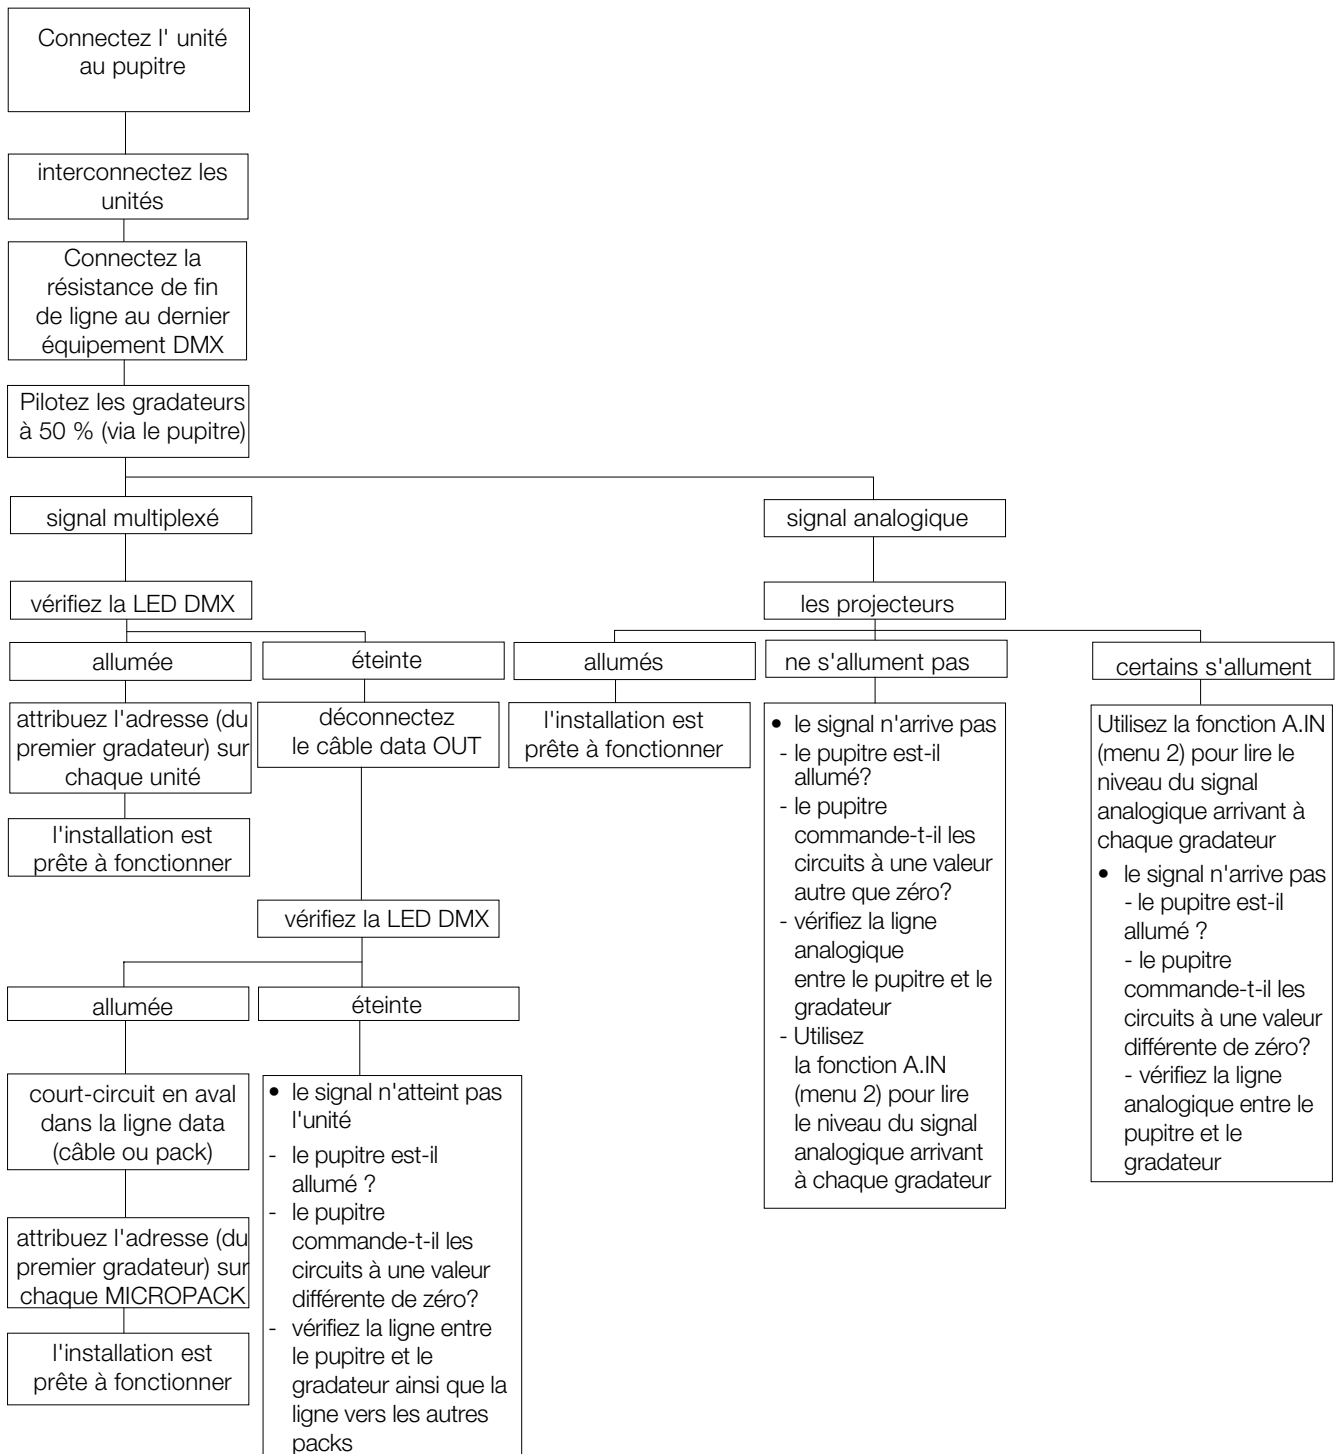 Connectez l' unité
au pupitre
interconnectez les
unités
Connectez la
résistance de fin
de ligne au dernier
équipement DMX
Pilotez les gradateurs
à 50 % (via le pupitre)
signal multiplexé
signal analogique
vérifiez la LED DMX
les projecteurs
allumée
éteinte
allumés
ne s'allument pas
certains s'allument
attribuez l'adresse (du
premier gradateur) sur
chaque unité
l'installation est
prête à fonctionner
déconnectez
le câble data OUT
vérifiez la LED DMX
allumée
éteinte
court-circuit en aval
dans la ligne data
(câble ou pack)
attribuez l'adresse (du
premier gradateur) sur
chaque MICROPACK
l'installation est
prête à fonctionner
• le signal n'atteint pas
l'unité
- le pupitre est-il
allumé ?
- le pupitre
commande-t-il les
circuits à une valeur
différente de zéro?
- vérifiez la ligne entre
le pupitre et le
gradateur ainsi que la
ligne vers les autres
packs
l'installation est
prête à fonctionner
• le signal n'arrive pas
- le pupitre est-il
allumé?
- le pupitre
commande-t-il les
circuits à une valeur
autre que zéro?
- vérifiez la ligne
analogique
entre le pupitre et le
gradateur
- Utilisez
la fonction A.IN
(menu 2) pour lire
le niveau du signal
analogique arrivant
à chaque gradateur
Utilisez la fonction A.IN
(menu 2) pour lire le
niveau du signal
analogique arrivant à
chaque gradateur
• le signal n'arrive pas
- le pupitre est-il
allumé ?
- le pupitre
commande-t-il les
circuits à une valeur
différente de zéro?
- vérifiez la ligne
analogique entre le
pupitre et le
gradateur